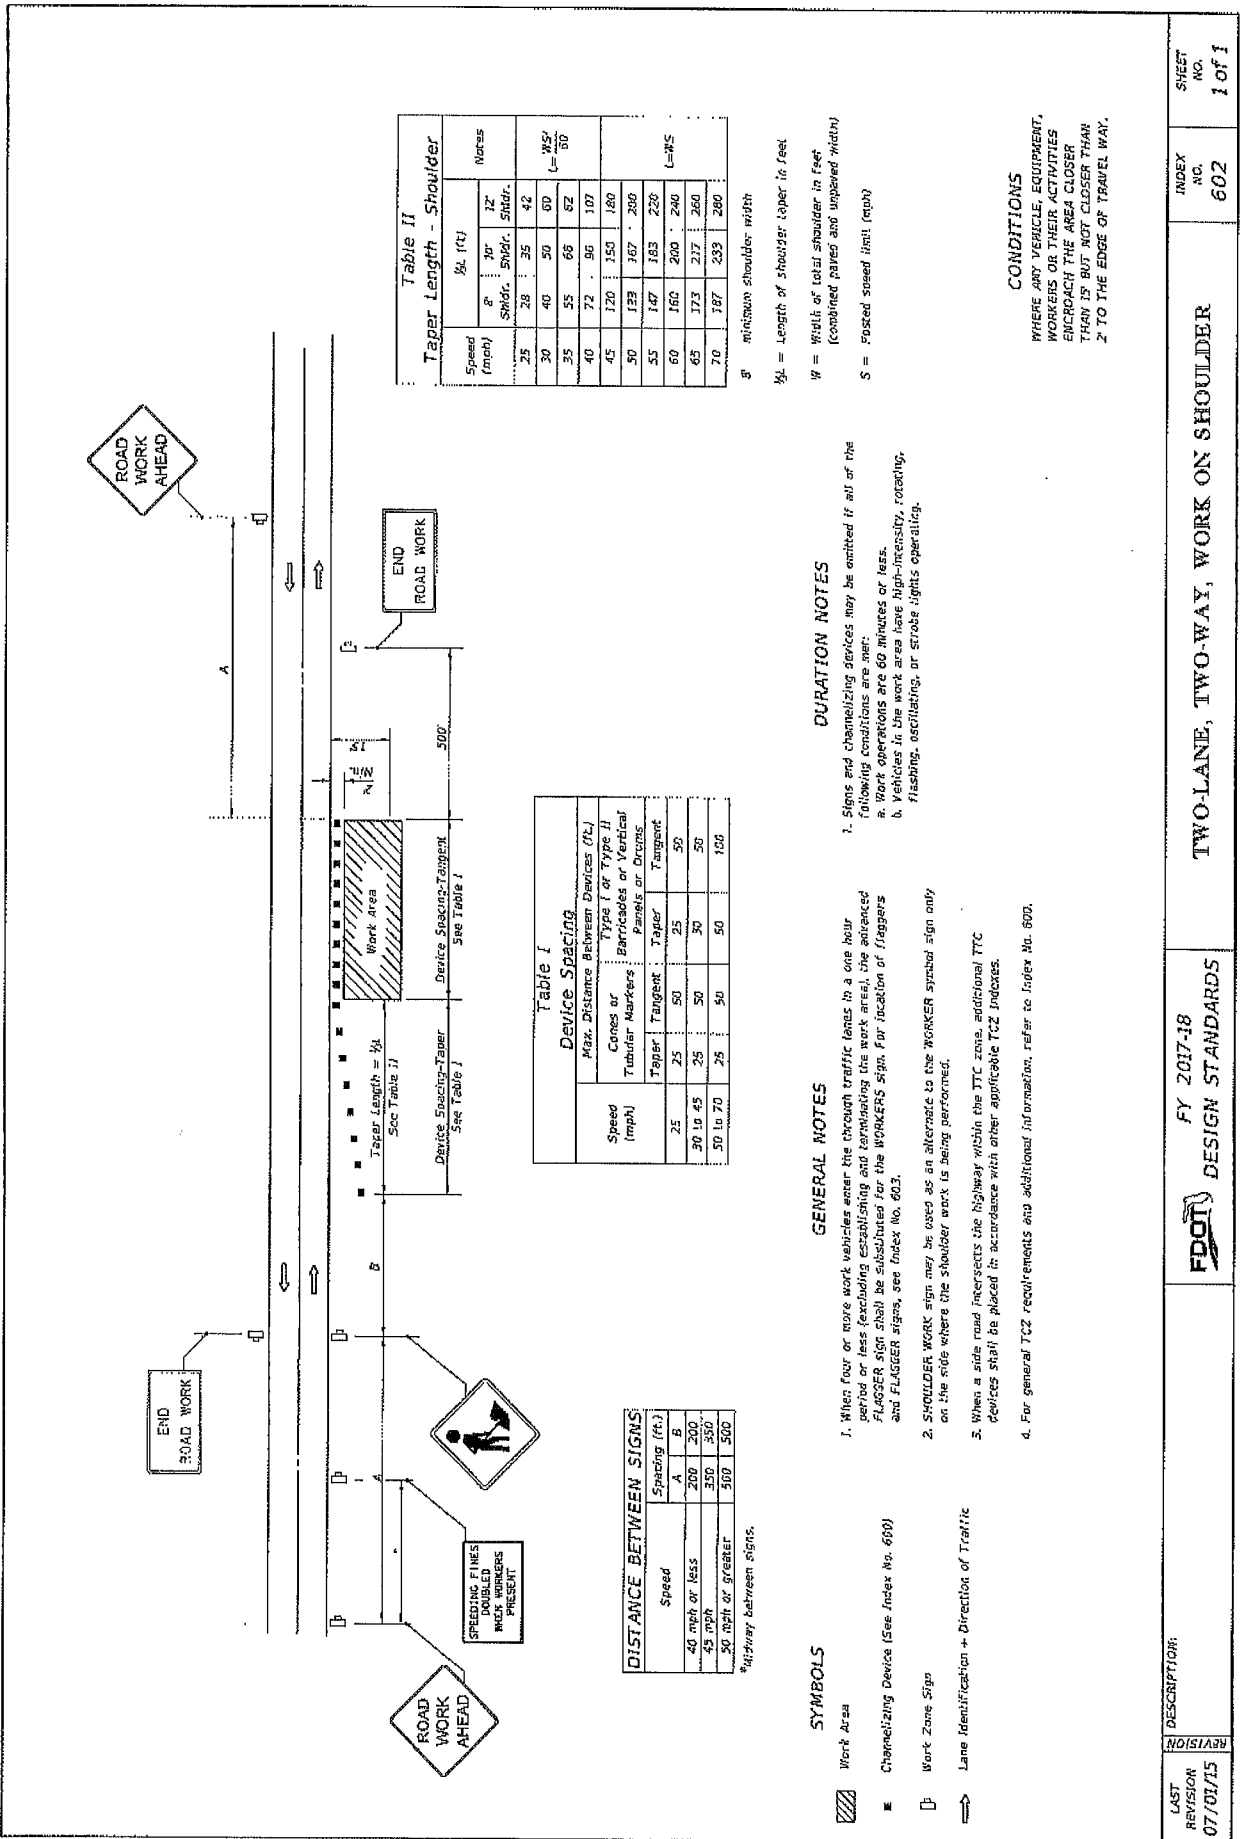 ROAD
WORK
AHEAD
A
END
ROAD WORK
END
ROAD WORK
SPEEDING FINES
DOUBLED
WHEN WORKERS
PRESENT
ROAD
WORK
AHEAD
A
*
B
Taper Length = ⅓L
See Table II
Device Spacing-Taper
See Table I
Work Area
Device Spacing-Tangent
See Table I
2' Min.
15'
500'
DISTANCE BETWEEN SIGNS
Speed Spacing (ft.)
A B
40 mph or less 200 200
45 mph 350 350
50 mph or greater 500 500
*Midway between signs.
Table I
Device Spacing
Speed (mph) Max. Distance Between Devices (ft.)
Cones or Tubular Markers
Type I or Type II Barricades or Vertical Panels or Drums
Taper Tangent Taper Tangent
25 25 50 25 50
30 to 45 25 50 30 50
50 to 70 25 50 50 100
Table II
Taper Length - Shoulder
Speed (mph) ⅓L (ft) Notes
8' Shldr. 10' Shldr. 12' Shldr.
25 28 35 42
30 40 50 60
35 55 68 82
40 72 90 107
L= WS²/60
45 120 150 180
50 133 167 200
55 147 183 220
60 160 200 240
65 173 217 260
70 187 233 280
L=WS
8' minimum shoulder width
⅓L = Length of shoulder taper in feet
W = Width of total shoulder in feet
(combined paved and unpaved width)
S = Posted speed limit (mph)
SYMBOLS
Work Area
Channelizing Device (See Index No. 600)
Work Zone Sign
Lane Identification + Direction of Traffic
GENERAL NOTES
1. When four or more work vehicles enter the through traffic lanes in a one hour
period or less (excluding establishing and terminating the work area), the advanced
FLAGGER sign shall be substituted for the WORKERS sign. For location of flaggers
and FLAGGER signs, see Index No. 603.
2. SHOULDER WORK sign may be used as an alternate to the WORKER symbol sign only
on the side where the shoulder work is being performed.
3. When a side road intersects the highway within the TTC zone, additional TTC
devices shall be placed in accordance with other applicable TCZ Indexes.
4. For general TCZ requirements and additional information, refer to Index No. 600.
DURATION NOTES
1. Signs and channelizing devices may be omitted if all of the
following conditions are met:
a. Work operations are 60 minutes or less.
b. Vehicles in the work area have high-intensity, rotating,
flashing, oscillating, or strobe lights operating.
CONDITIONS
WHERE ANY VEHICLE, EQUIPMENT,
WORKERS OR THEIR ACTIVITIES
ENCROACH THE AREA CLOSER
THAN 15' BUT NOT CLOSER THAN
2' TO THE EDGE OF TRAVEL WAY.
LAST
REVISION
07/01/15
REVISION
DESCRIPTION:
FDOT
FY 2017-18
DESIGN STANDARDS
TWO-LANE, TWO-WAY, WORK ON SHOULDER
INDEX
NO.
602
SHEET
NO.
1 of 1